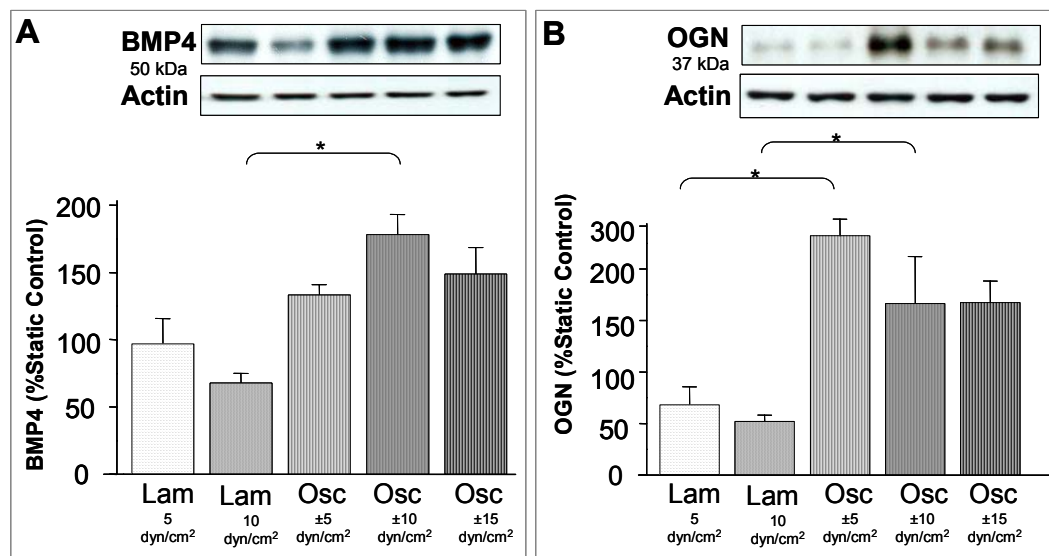 A
BMP4
50 kDa
Actin
*
BMP4 (%Static Control)
200
150
100
50
0
Lam
5
dyn/cm²
Lam
10
dyn/cm²
Osc
±5
dyn/cm²
Osc
±10
dyn/cm²
Osc
±15
dyn/cm²
B
OGN
37 kDa
Actin
*
*
OGN (%Static Control)
300
200
150
100
50
0
Lam
5
dyn/cm²
Lam
10
dyn/cm²
Osc
±5
dyn/cm²
Osc
±10
dyn/cm²
Osc
±15
dyn/cm²